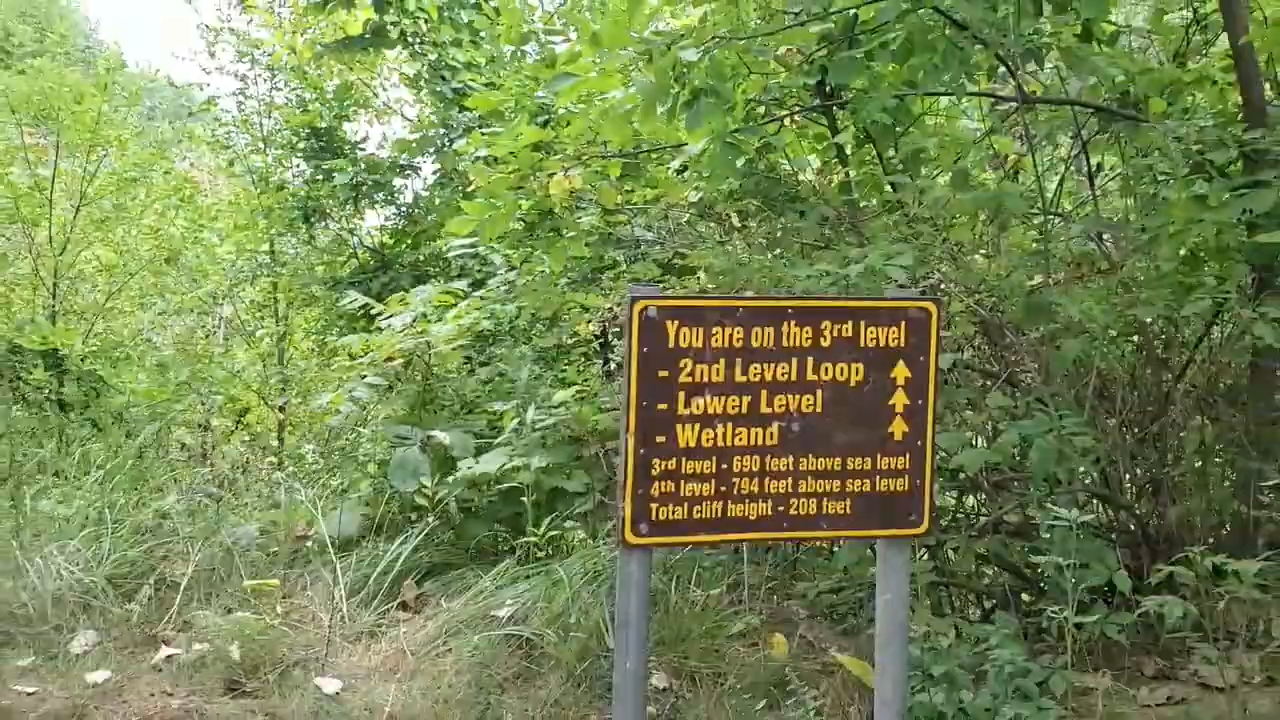 You are on the 3rd level
- 2nd Level Loop
- Lower Level
- Wetland
3rd level - 690 feet above sea level
4th level - 794 feet above sea level
Total cliff height - 208 feet